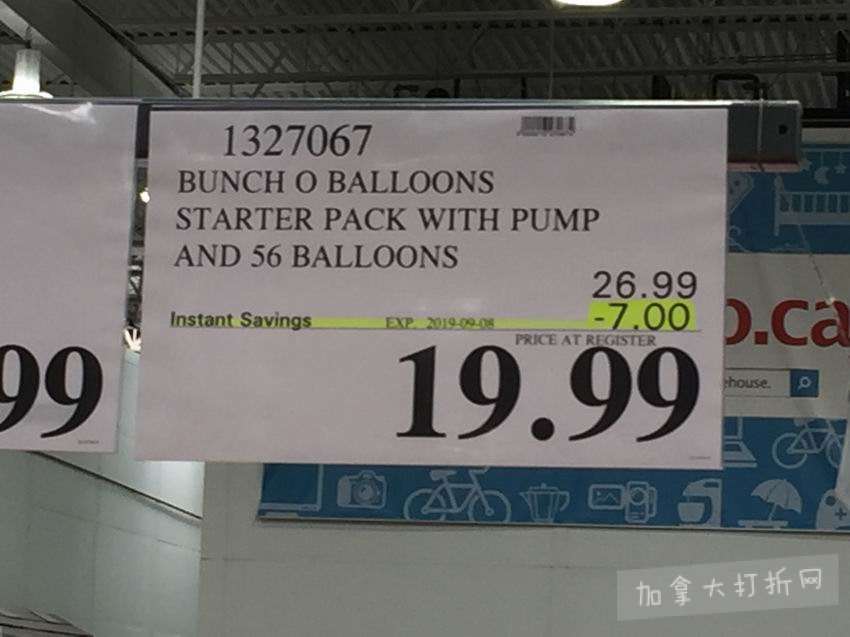 1327067
BUNCH O BALLOONS
STARTER PACK WITH PUMP
AND 56 BALLOONS
26.99
Instant Savings EXP. 2019-09-08 -7.00
PRICE AT REGISTER
19.99
99
o.ca
ehouse.
加拿大打折网